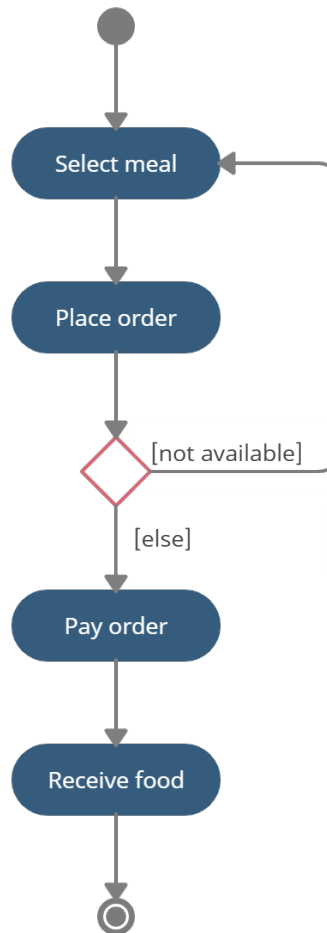 Select meal
Place order
[not available]
[else]
Pay order
Receive food